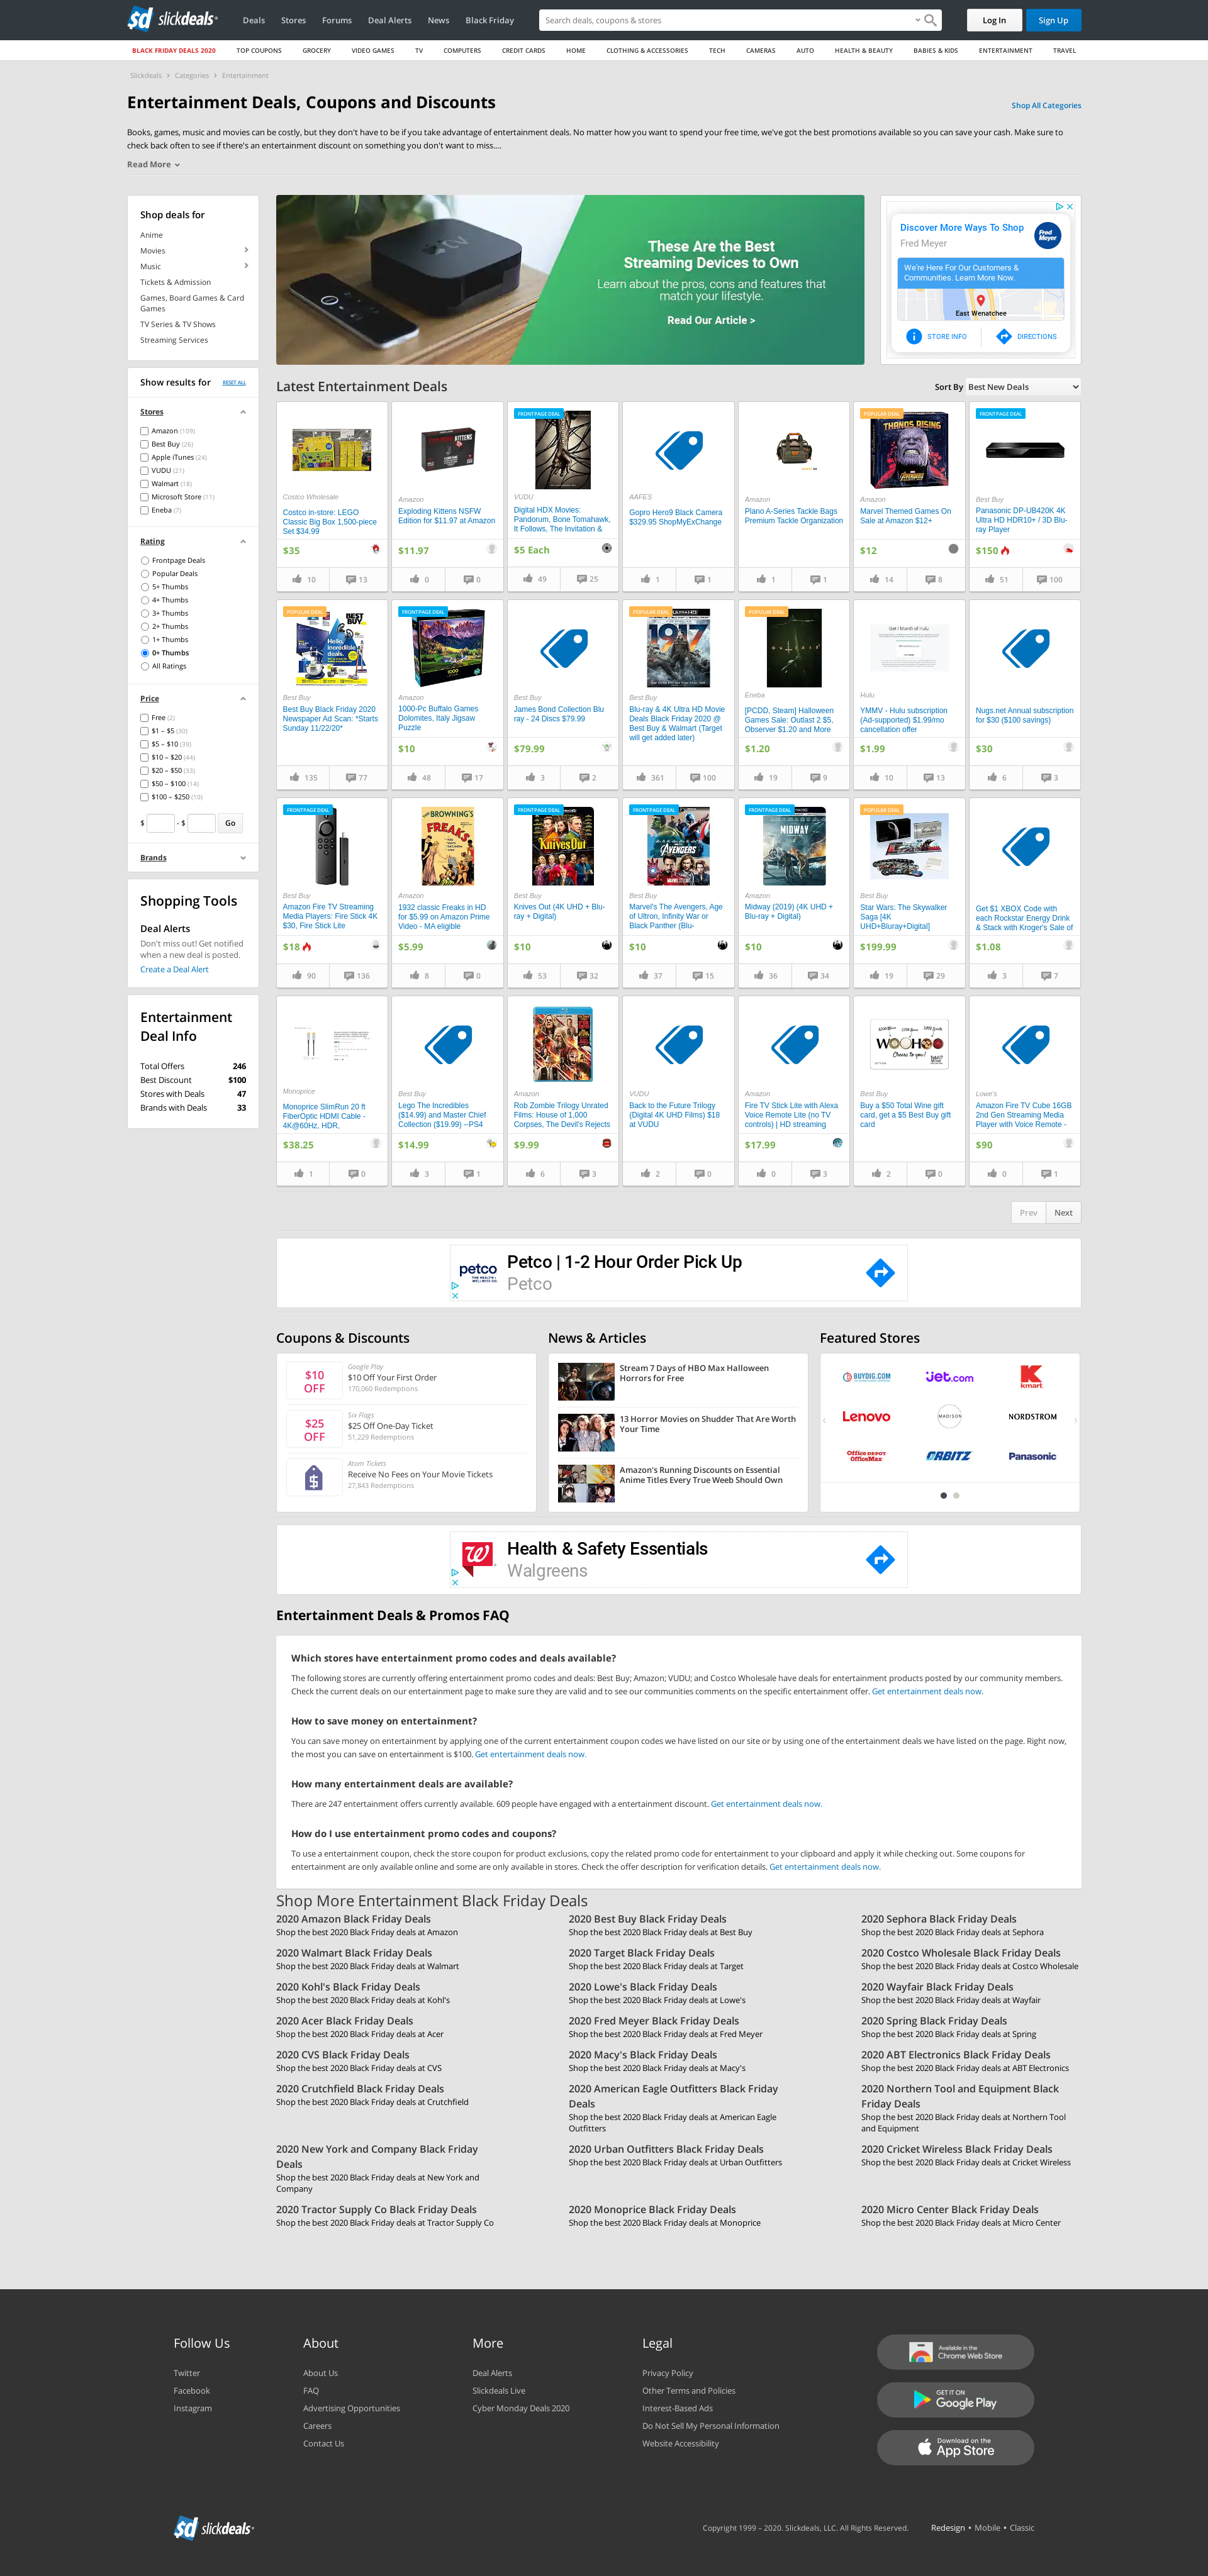 slickdeals
Deals
Stores
Forums
Deal Alerts
News
Black Friday
Search deals, coupons & stores
Log In
Sign Up
BLACK FRIDAY DEALS 2020
TOP COUPONS
GROCERY
VIDEO GAMES
TV
COMPUTERS
CREDIT CARDS
HOME
CLOTHING & ACCESSORIES
TECH
CAMERAS
AUTO
HEALTH & BEAUTY
BABIES & KIDS
ENTERTAINMENT
TRAVEL
Slickdeals > Categories > Entertainment
Entertainment Deals, Coupons and Discounts
Shop All Categories
Books, games, music and movies can be costly, but they don't have to be if you take advantage of entertainment deals. No matter how you want to spend your free time, we've got the best promotions available so you can save your cash. Make sure to
check back often to see if there's an entertainment discount on something you don't want to miss....
Read More
Shop deals for
Anime
Movies
Music
Tickets & Admission
Games, Board Games & Card
Games
TV Series & TV Shows
Streaming Services
These Are the Best
Streaming Devices to Own
Learn about the pros, cons and features that
match your lifestyle.
Read Our Article >
Discover More Ways To Shop
Fred Meyer
We're Here For Our Customers &
Communities. Learn More Now.
East Wenatchee
STORE INFO
DIRECTIONS
Show results for
RESET ALL
Stores
Amazon (109)
Best Buy (26)
Apple iTunes (24)
VUDU (21)
Walmart (18)
Microsoft Store (11)
Eneba (7)
Rating
Frontpage Deals
Popular Deals
5+ Thumbs
4+ Thumbs
3+ Thumbs
2+ Thumbs
1+ Thumbs
0+ Thumbs
All Ratings
Price
Free (2)
$1 – $5 (30)
$5 – $10 (39)
$10 – $20 (44)
$20 – $50 (33)
$50 – $100 (14)
$100 – $250 (10)
$ - $ Go
Brands
Shopping Tools
Deal Alerts
Don't miss out! Get notified
when a new deal is posted.
Create a Deal Alert
Entertainment
Deal Info
Total Offers 246
Best Discount $100
Stores with Deals 47
Brands with Deals 33
Latest Entertainment Deals
Sort By Best New Deals
Costco Wholesale
Costco in-store: LEGO
Classic Big Box 1,500-piece
Set $34.99
$35
10 13
Amazon
Exploding Kittens NSFW
Edition for $11.97 at Amazon
$11.97
0 0
FRONTPAGE DEAL
VUDU
Digital HDX Movies:
Pandorum, Bone Tomahawk,
It Follows, The Invitation &
$5 Each
49 25
AAFES
Gopro Hero9 Black Camera
$329.95 ShopMyExChange
1 1
Amazon
Plano A-Series Tackle Bags
Premium Tackle Organization
1 1
POPULAR DEAL
THANOS RISING
AVENGERS
Amazon
Marvel Themed Games On
Sale at Amazon $12+
$12
14 8
FRONTPAGE DEAL
Best Buy
Panasonic DP-UB420K 4K
Ultra HD HDR10+ / 3D Blu-
ray Player
$150
51 100
POPULAR DEAL
BEST BUY
Hello, incredible deals.
Best Buy
Best Buy Black Friday 2020
Newspaper Ad Scan: *Starts
Sunday 11/22/20*
135 77
FRONTPAGE DEAL
Amazon
1000-Pc Buffalo Games
Dolomites, Italy Jigsaw
Puzzle
$10
48 17
Best Buy
James Bond Collection Blu
ray - 24 Discs $79.99
$79.99
3 2
POPULAR DEAL
1917
Best Buy
Blu-ray & 4K Ultra HD Movie
Deals Black Friday 2020 @
Best Buy & Walmart (Target
will get added later)
361 100
POPULAR DEAL
OUTLAST
Eneba
[PCDD, Steam] Halloween
Games Sale: Outlast 2 $5,
Observer $1.20 and More
$1.20
19 9
Get 1 Month of Hulu
Hulu
YMMV - Hulu subscription
(Ad-supported) $1.99/mo
cancellation offer
$1.99
10 13
Nugs.net Annual subscription
for $30 ($100 savings)
$30
6 3
FRONTPAGE DEAL
Best Buy
Amazon Fire TV Streaming
Media Players: Fire Stick 4K
$30, Fire Stick Lite
$18
90 136
BROWNING'S
FREAKS
Amazon
1932 classic Freaks in HD
for $5.99 on Amazon Prime
Video - MA eligible
$5.99
8 0
FRONTPAGE DEAL
KNIVES OUT
Best Buy
Knives Out (4K UHD + Blu-
ray + Digital)
$10
53 32
FRONTPAGE DEAL
AVENGERS
Best Buy
Marvel's The Avengers, Age
of Ultron, Infinity War or
Black Panther (Blu-
$10
37 15
FRONTPAGE DEAL
MIDWAY
Amazon
Midway (2019) (4K UHD +
Blu-ray + Digital)
$10
36 34
POPULAR DEAL
Best Buy
Star Wars: The Skywalker
Saga [4K
UHD+Bluray+Digital]
$199.99
19 29
Get $1 XBOX Code with
each Rockstar Energy Drink
& Stack with Kroger's Sale of
$1.08
3 7
Monoprice
Monoprice SlimRun 20 ft
FiberOptic HDMI Cable -
4K@60Hz, HDR,
$38.25
1 0
Best Buy
Lego The Incredibles
($14.99) and Master Chief
Collection ($19.99) --PS4
$14.99
3 1
Amazon
Rob Zombie Trilogy Unrated
Films: House of 1,000
Corpses, The Devil's Rejects
$9.99
6 3
VUDU
Back to the Future Trilogy
(Digital 4K UHD Films) $18
at VUDU
2 0
Amazon
Fire TV Stick Lite with Alexa
Voice Remote Lite (no TV
controls) | HD streaming
$17.99
0 3
WOOHOO
Cheers to you!
Best Buy
Buy a $50 Total Wine gift
card, get a $5 Best Buy gift
card
2 0
Lowe's
Amazon Fire TV Cube 16GB
2nd Gen Streaming Media
Player with Voice Remote -
$90
0 1
Prev Next
petco
Petco | 1-2 Hour Order Pick Up
Petco
Coupons & Discounts
$10
OFF
Google Play
$10 Off Your First Order
170,060 Redemptions
$25
OFF
Six Flags
$25 Off One-Day Ticket
51,229 Redemptions
Atom Tickets
Receive No Fees on Your Movie Tickets
27,843 Redemptions
News & Articles
Stream 7 Days of HBO Max Halloween
Horrors for Free
13 Horror Movies on Shudder That Are Worth
Your Time
Amazon's Running Discounts on Essential
Anime Titles Every True Weeb Should Own
Featured Stores
BUYDIG.COM
Jet.com
kmart
Lenovo
MADISON
NORDSTROM
Office DEPOT
OfficeMax
ORBITZ
Panasonic
Health & Safety Essentials
Walgreens
Entertainment Deals & Promos FAQ
Which stores have entertainment promo codes and deals available?
The following stores are currently offering entertainment promo codes and deals: Best Buy; Amazon; VUDU; and Costco Wholesale have deals for entertainment products posted by our community members.
Check the current deals on our entertainment page to make sure they are valid and to see our communities comments on the specific entertainment offer. Get entertainment deals now.
How to save money on entertainment?
You can save money on entertainment by applying one of the current entertainment coupon codes we have listed on our site or by using one of the entertainment deals we have listed on the page. Right now,
the most you can save on entertainment is $100. Get entertainment deals now.
How many entertainment deals are available?
There are 247 entertainment offers currently available. 609 people have engaged with a entertainment discount. Get entertainment deals now.
How do I use entertainment promo codes and coupons?
To use a entertainment coupon, check the store coupon for product exclusions, copy the related promo code for entertainment to your clipboard and apply it while checking out. Some coupons for
entertainment are only available online and some are only available in stores. Check the offer description for verification details. Get entertainment deals now.
Shop More Entertainment Black Friday Deals
2020 Amazon Black Friday Deals
Shop the best 2020 Black Friday deals at Amazon
2020 Best Buy Black Friday Deals
Shop the best 2020 Black Friday deals at Best Buy
2020 Sephora Black Friday Deals
Shop the best 2020 Black Friday deals at Sephora
2020 Walmart Black Friday Deals
Shop the best 2020 Black Friday deals at Walmart
2020 Target Black Friday Deals
Shop the best 2020 Black Friday deals at Target
2020 Costco Wholesale Black Friday Deals
Shop the best 2020 Black Friday deals at Costco Wholesale
2020 Kohl's Black Friday Deals
Shop the best 2020 Black Friday deals at Kohl's
2020 Lowe's Black Friday Deals
Shop the best 2020 Black Friday deals at Lowe's
2020 Wayfair Black Friday Deals
Shop the best 2020 Black Friday deals at Wayfair
2020 Acer Black Friday Deals
Shop the best 2020 Black Friday deals at Acer
2020 Fred Meyer Black Friday Deals
Shop the best 2020 Black Friday deals at Fred Meyer
2020 Spring Black Friday Deals
Shop the best 2020 Black Friday deals at Spring
2020 CVS Black Friday Deals
Shop the best 2020 Black Friday deals at CVS
2020 Macy's Black Friday Deals
Shop the best 2020 Black Friday deals at Macy's
2020 ABT Electronics Black Friday Deals
Shop the best 2020 Black Friday deals at ABT Electronics
2020 Crutchfield Black Friday Deals
Shop the best 2020 Black Friday deals at Crutchfield
2020 American Eagle Outfitters Black Friday
Deals
Shop the best 2020 Black Friday deals at American Eagle
Outfitters
2020 Northern Tool and Equipment Black
Friday Deals
Shop the best 2020 Black Friday deals at Northern Tool
and Equipment
2020 New York and Company Black Friday
Deals
Shop the best 2020 Black Friday deals at New York and
Company
2020 Urban Outfitters Black Friday Deals
Shop the best 2020 Black Friday deals at Urban Outfitters
2020 Cricket Wireless Black Friday Deals
Shop the best 2020 Black Friday deals at Cricket Wireless
2020 Tractor Supply Co Black Friday Deals
Shop the best 2020 Black Friday deals at Tractor Supply Co
2020 Monoprice Black Friday Deals
Shop the best 2020 Black Friday deals at Monoprice
2020 Micro Center Black Friday Deals
Shop the best 2020 Black Friday deals at Micro Center
Follow Us
Twitter
Facebook
Instagram
About
About Us
FAQ
Advertising Opportunities
Careers
Contact Us
More
Deal Alerts
Slickdeals Live
Cyber Monday Deals 2020
Legal
Privacy Policy
Other Terms and Policies
Interest-Based Ads
Do Not Sell My Personal Information
Website Accessibility
Available in the
Chrome Web Store
GET IT ON
Google Play
Download on the
App Store
slickdeals
Copyright 1999 – 2020. Slickdeals, LLC. All Rights Reserved.
Redesign • Mobile • Classic